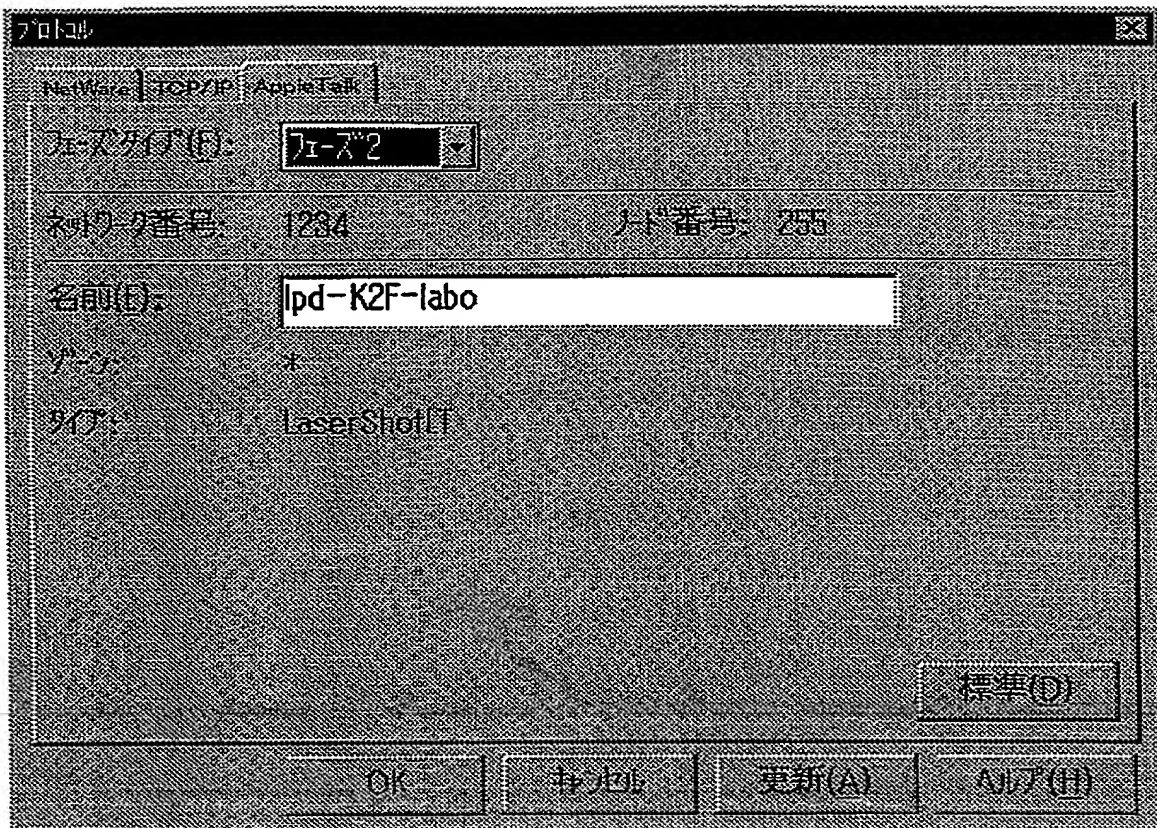 プロトコル
NetWare TCP/IP AppleTalk
フェーズタイプ(F): フェーズ2
ネットワーク番号: 1234 ノード番号: 255
名前(E): lpd-K2F-labo
ゾーン: *
タイプ: LaserShotLT
標準(D)
OK キャンセル 更新(A) ヘルプ(H)